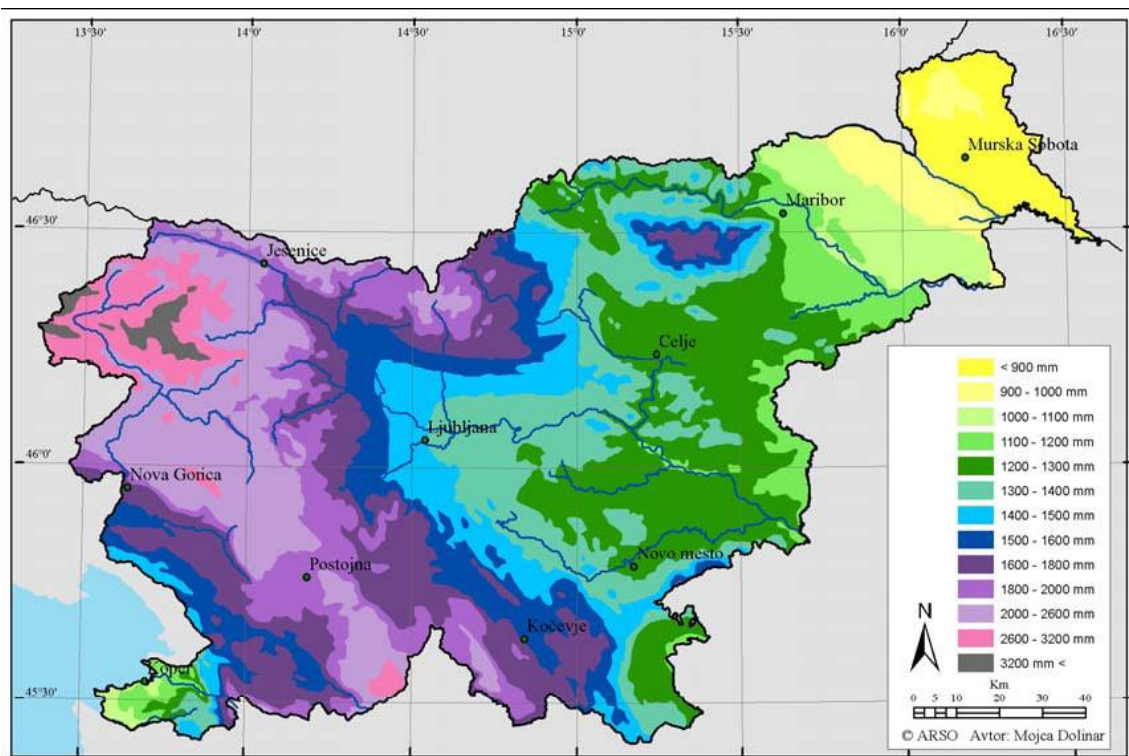 13°30' 14°0' 14°30' 15°0' 15°30' 16°0'
Murska Sobota
Maribor
46°30'
Jesenice
Celje
Ljubljana
46°0'
Nova Gorica
Novo mesto
Postojna
Kočevje
Koper
45°30'
< 900 mm
900 - 1000 mm
1000 - 1100 mm
1100 - 1200 mm
1200 - 1300 mm
1300 - 1400 mm
1400 - 1500 mm
1500 - 1600 mm
1600 - 1800 mm
1800 - 2000 mm
2000 - 2600 mm
2600 - 3200 mm
3200 mm <
N
Km
0 5 10 20 30 40
© ARSO Avtor: Mojca Dolinar